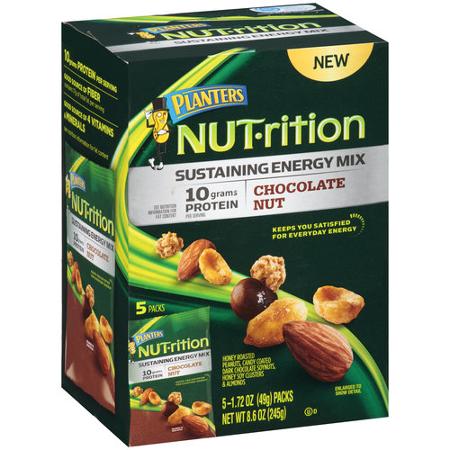 NEW
PLANTERS
NUT·rition
SUSTAINING ENERGY MIX
10 grams PROTEIN
PER SERVING
SEE NUTRITION
INFORMATION FOR
FAT CONTENT
CHOCOLATE
NUT
KEEPS YOU SATISFIED
FOR EVERYDAY ENERGY
5 PACKS
PLANTERS
NUT·rition
SUSTAINING ENERGY MIX
10 grams PROTEIN
CHOCOLATE
NUT
HONEY ROASTED
PEANUTS, CANDY COATED
DARK CHOCOLATE SOYNUTS,
HONEY SOY CLUSTERS
& ALMONDS
5-1.72 OZ (49g) PACKS
NET WT 8.6 OZ (245g)
ENLARGED TO
SHOW DETAIL
U D
10g PROTEIN PER SERVING
GOOD SOURCE OF FIBER
GOOD SOURCE OF 4 VITAMINS
& MINERALS
PLANTERS
NUT·rition
SUSTAINING ENERGY MIX
10 grams PROTEIN
CHOCOLATE
NUT